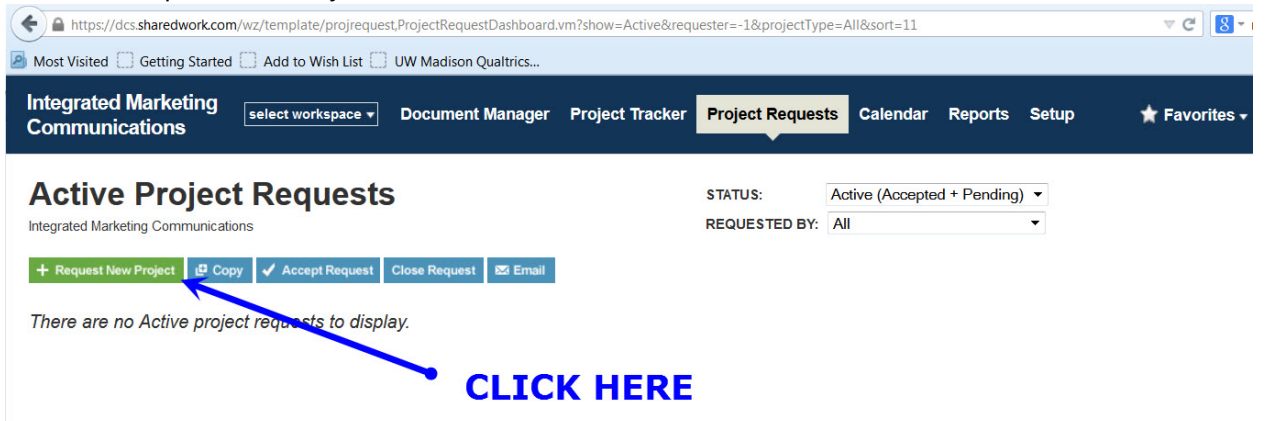 https://dcs.sharedwork.com/wz/template/projrequest,ProjectRequestDashboard.vm?show=Active&requester=-1&projectType=All&sort=11
Most Visited Getting Started Add to Wish List UW Madison Qualtrics...
Integrated Marketing
Communications
select workspace Document Manager Project Tracker Project Requests Calendar Reports Setup Favorites
Active Project Requests
Integrated Marketing Communications
STATUS: Active (Accepted + Pending)
REQUESTED BY: All
+ Request New Project Copy Accept Request Close Request Email
There are no Active project requests to display.
CLICK HERE